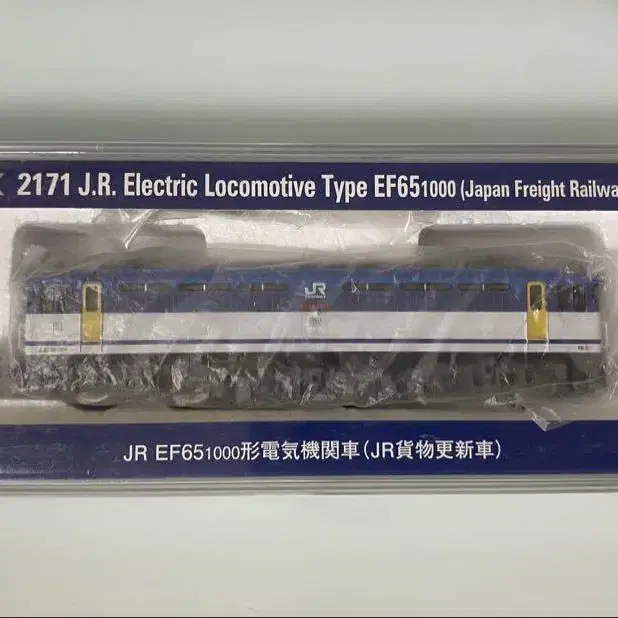 2171 J.R. Electric Locomotive Type EF651000 (Japan Freight Railwa
JR
JR EF651000形電気機関車(JR貨物更新車)